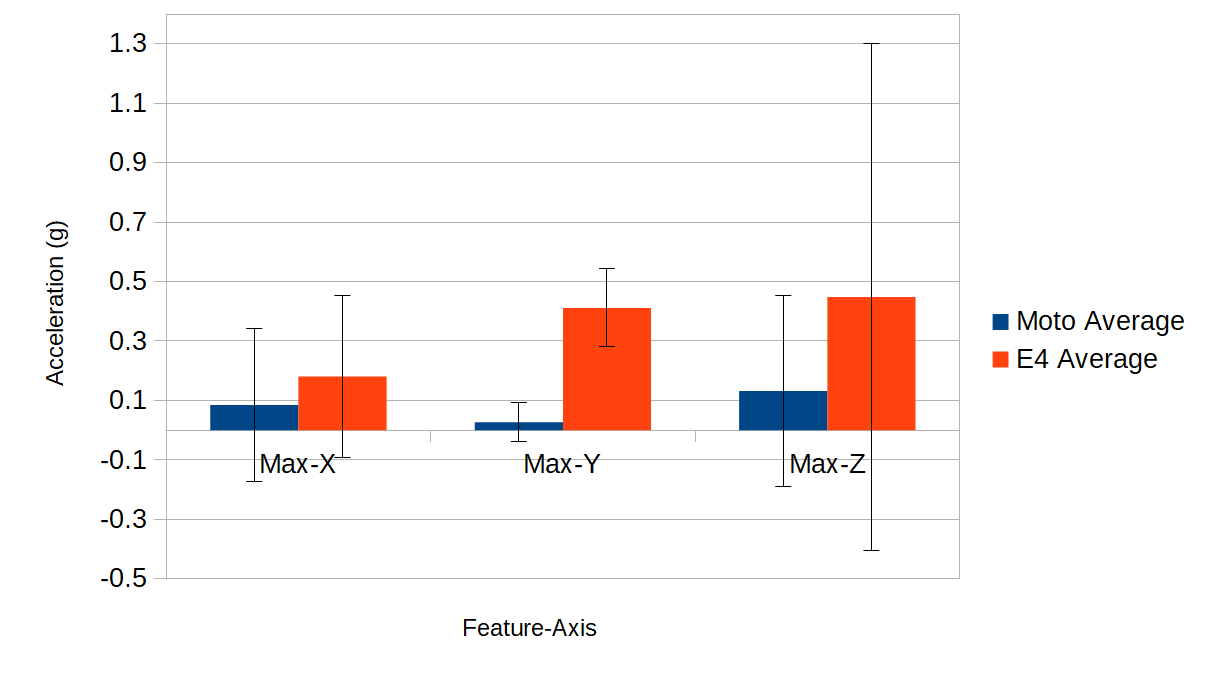 1.3
1.1
0.9
0.7
0.5
0.3
0.1
-0.1
-0.3
-0.5
Acceleration (g)
Max-X
Max-Y
Max-Z
Feature-Axis
Moto Average
E4 Average